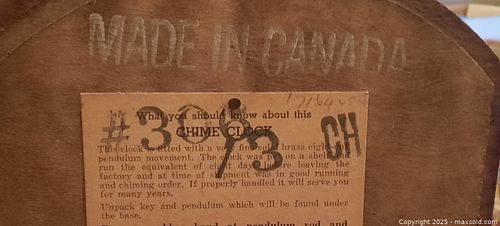 MADE IN CANADA
What you should know about this
CHIME CLOCK
#306
13
CH
This clock is fitted with a very fine brass eight-day
pendulum movement. The clock was put on a shelf and
run the equivalent of eight days before leaving the
factory and at time of shipment was in good running
and chiming order. If properly handled it will serve you
for many years.
Unpack key and pendulum which will be found under
the base.
of pendulum rod and
Copyright 2025 - maxsold.com